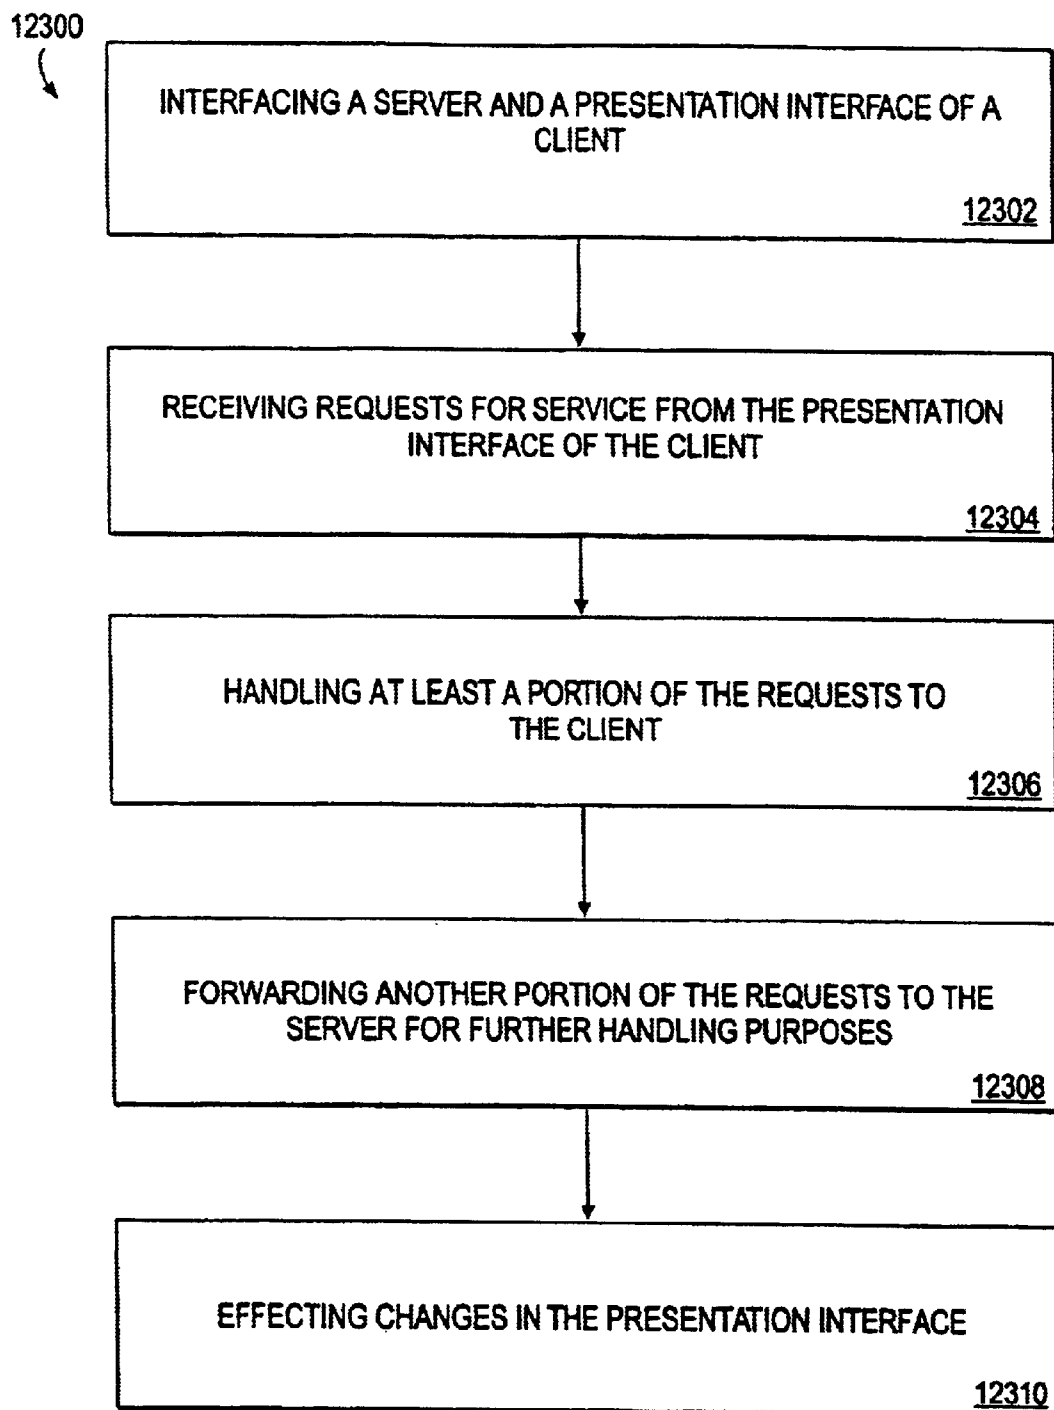 12300
INTERFACING A SERVER AND A PRESENTATION INTERFACE OF A
CLIENT
12302
RECEIVING REQUESTS FOR SERVICE FROM THE PRESENTATION
INTERFACE OF THE CLIENT
12304
HANDLING AT LEAST A PORTION OF THE REQUESTS TO
THE CLIENT
12306
FORWARDING ANOTHER PORTION OF THE REQUESTS TO THE
SERVER FOR FURTHER HANDLING PURPOSES
12308
EFFECTING CHANGES IN THE PRESENTATION INTERFACE
12310